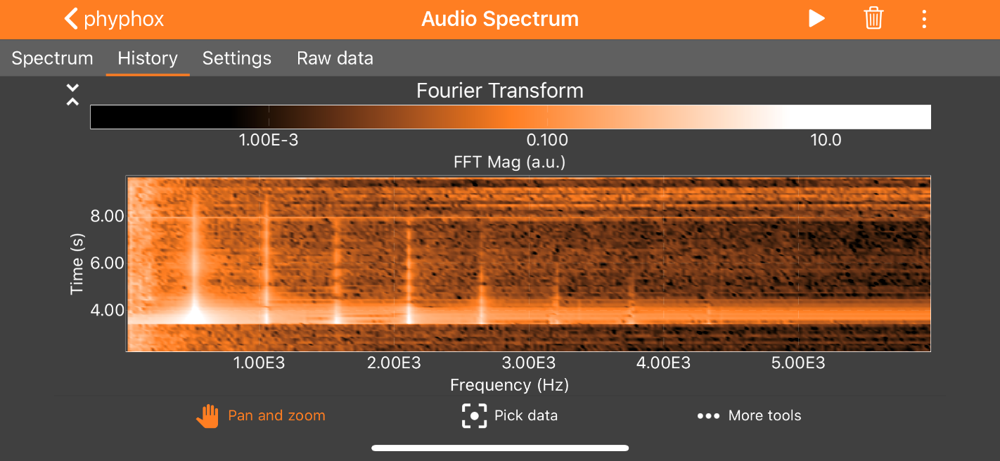 phyphox
Audio Spectrum
Spectrum History Settings Raw data
Fourier Transform
1.00E-3 0.100 10.0
FFT Mag (a.u.)
8.00
6.00
4.00
Time (s)
1.00E3 2.00E3 3.00E3 4.00E3 5.00E3
Frequency (Hz)
Pan and zoom Pick data More tools